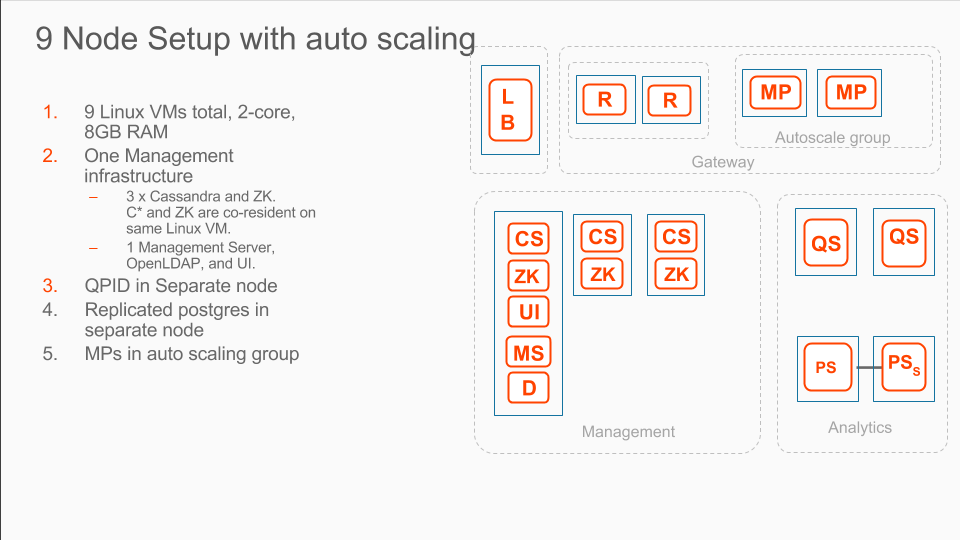 9 Node Setup with auto scaling
1. 9 Linux VMs total, 2-core,
8GB RAM
2. One Management
infrastructure
– 3 x Cassandra and ZK.
C* and ZK are co-resident on
same Linux VM.
– 1 Management Server,
OpenLDAP, and UI.
3. QPID in Separate node
4. Replicated postgres in
separate node
5. MPs in auto scaling group
L
B
R R
MP MP
Autoscale group
Gateway
CS CS CS
ZK ZK ZK
UI
MS
D
Management
QS QS
PS PSs
Analytics